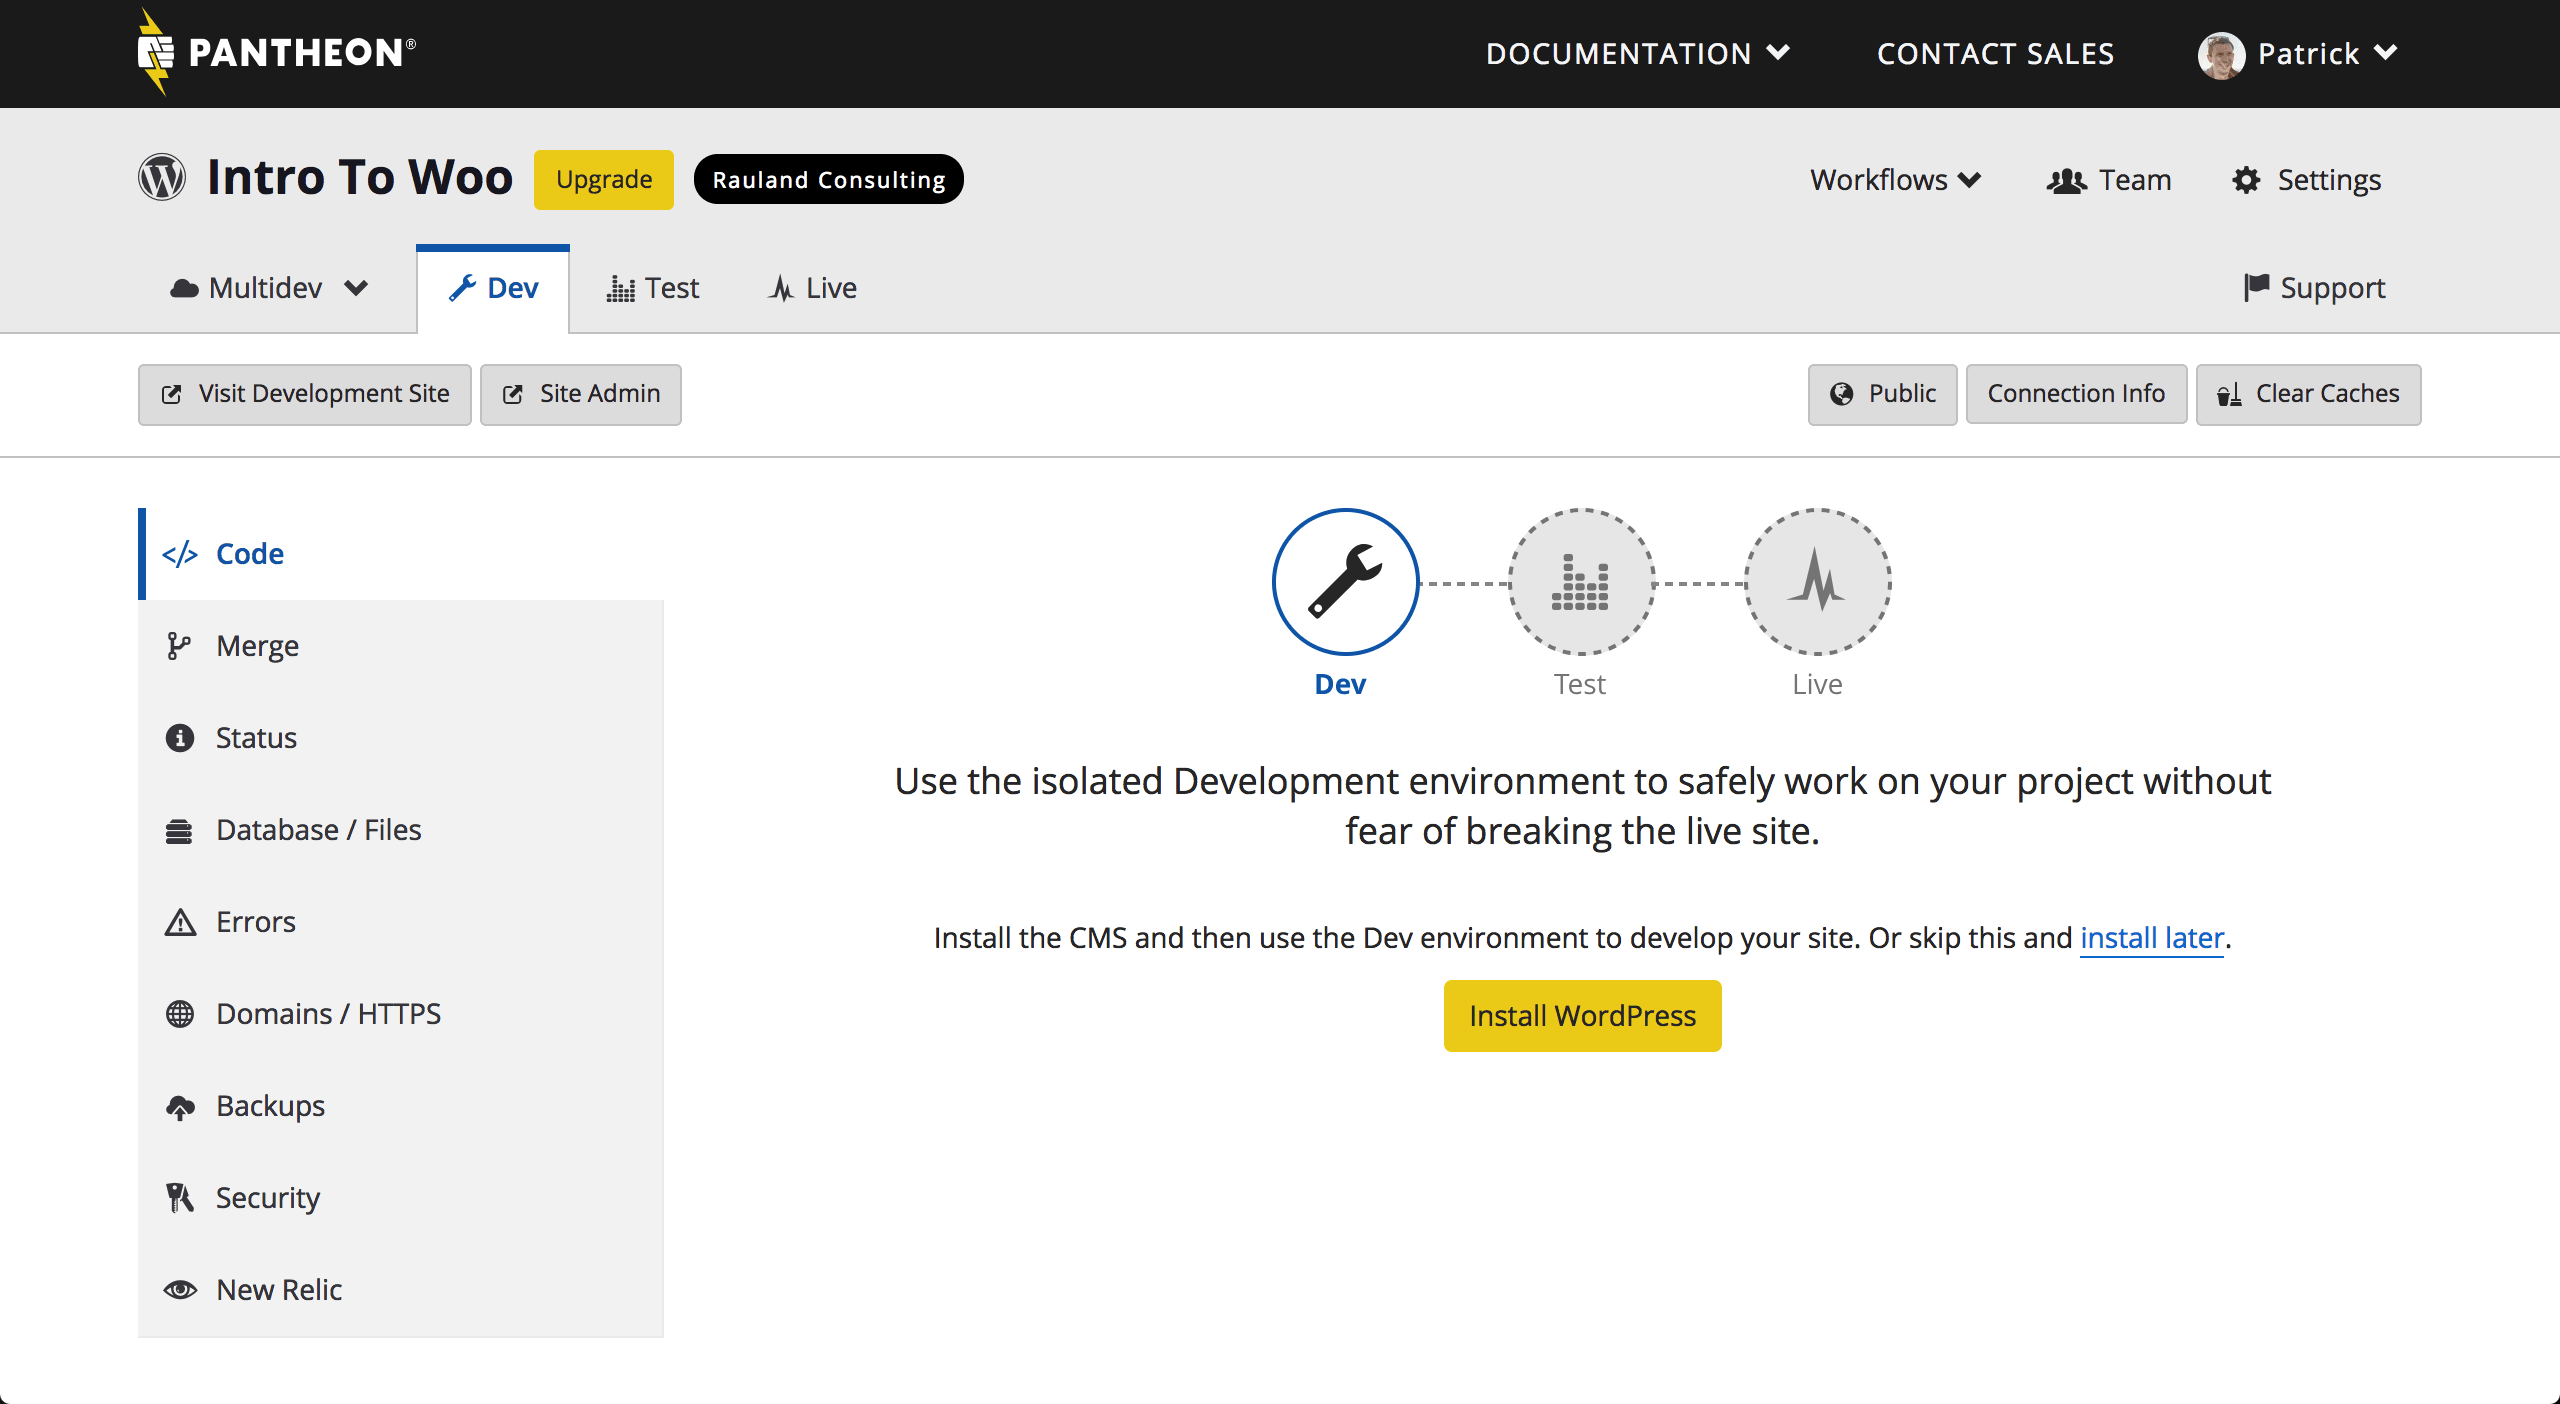 PANTHEON®
DOCUMENTATION
CONTACT SALES
Patrick
Intro To Woo
Upgrade
Rauland Consulting
Workflows
Team
Settings
Multidev
Dev
Test
Live
Support
Visit Development Site
Site Admin
Public
Connection Info
Clear Caches
</> Code
Merge
Status
Database / Files
Errors
Domains / HTTPS
Backups
Security
New Relic
Dev
Test
Live
Use the isolated Development environment to safely work on your project without
fear of breaking the live site.
Install the CMS and then use the Dev environment to develop your site. Or skip this and install later.
Install WordPress